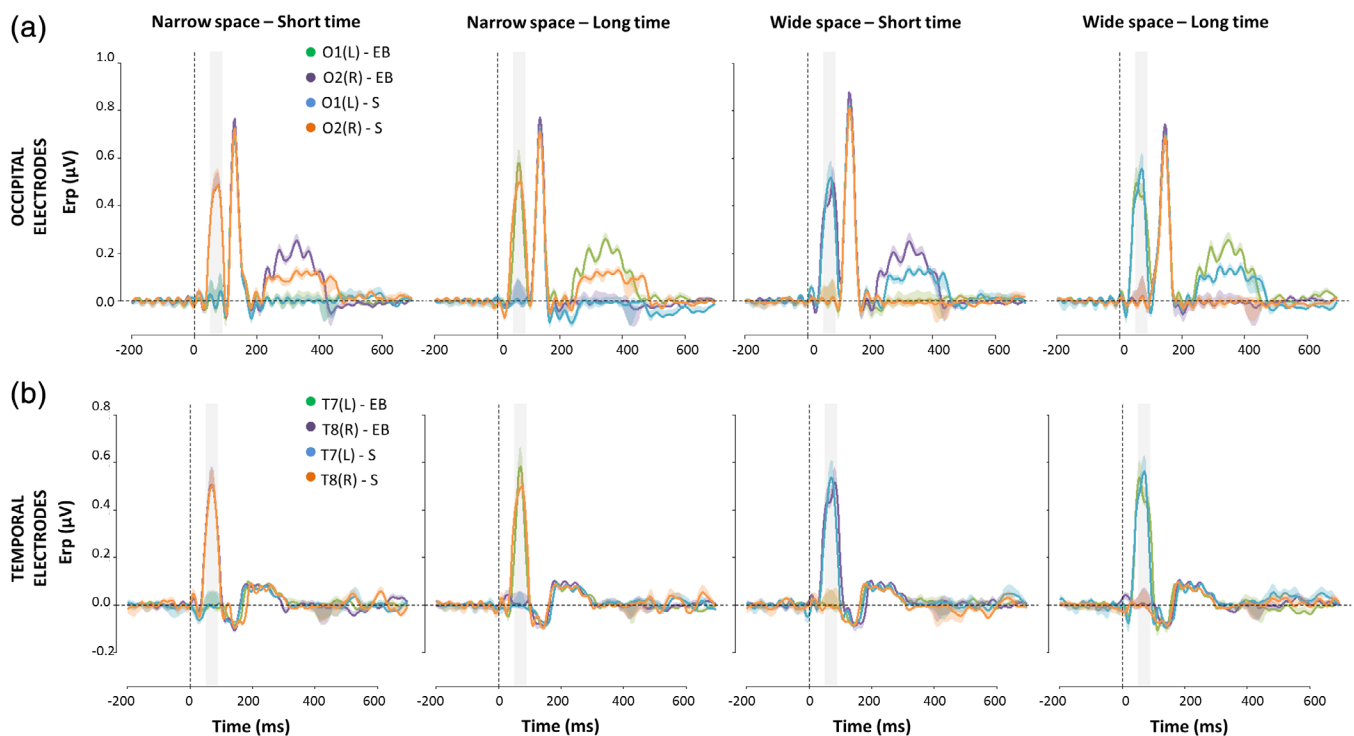 (a)
Narrow space – Short time
Narrow space – Long time
Wide space – Short time
Wide space – Long time
O1(L) - EB
O2(R) - EB
O1(L) - S
O2(R) - S
OCCIPITAL
ELECTRODES
Erp (µV)
1.0
0.8
0.6
0.4
0.2
0.0
-200 0 200 400 600
-200 0 200 400 600
-200 0 200 400 600
-200 0 200 400 600
(b)
T7(L) - EB
T8(R) - EB
T7(L) - S
T8(R) - S
TEMPORAL
ELECTRODES
Erp (µV)
0.8
0.6
0.4
0.2
0.0
-0.2
-200 0 200 400 600
-200 0 200 400 600
-200 0 200 400 600
-200 0 200 400 600
Time (ms)
Time (ms)
Time (ms)
Time (ms)